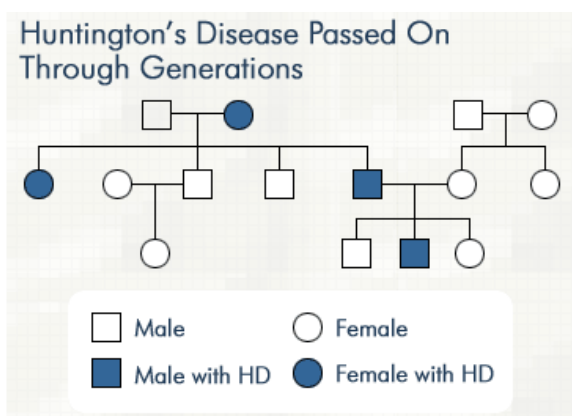 Huntington's Disease Passed On
Through Generations
Male
Female
Male with HD
Female with HD